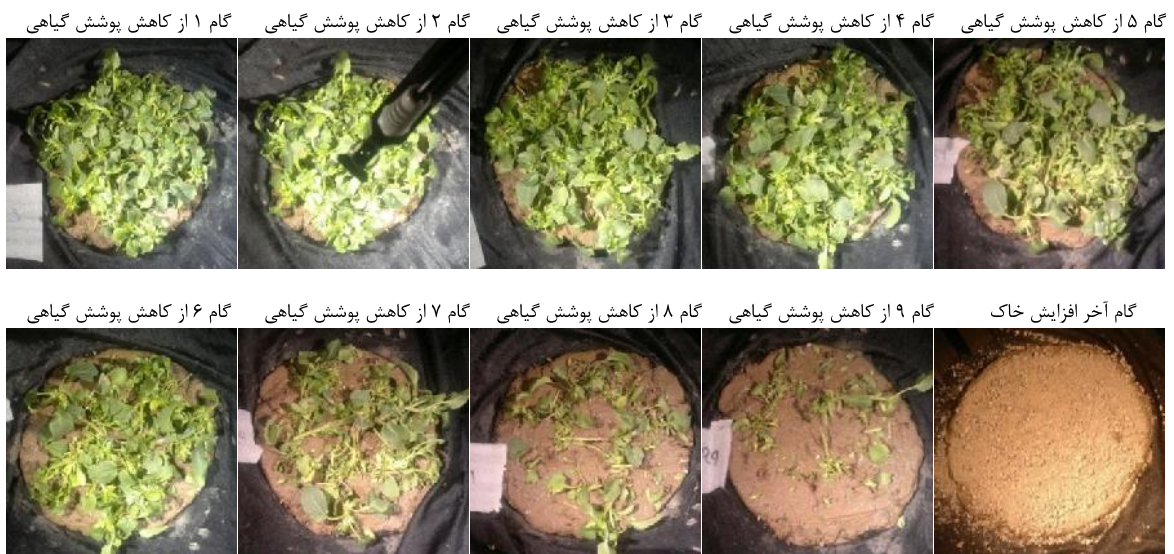 گام ۱ از کاهش پوشش گیاهی
گام ۲ از کاهش پوشش گیاهی
گام ۳ از کاهش پوشش گیاهی
گام ۴ از کاهش پوشش گیاهی
گام ۵ از کاهش پوشش گیاهی
گام ۶ از کاهش پوشش گیاهی
گام ۷ از کاهش پوشش گیاهی
گام ۸ از کاهش پوشش گیاهی
گام ۹ از کاهش پوشش گیاهی
گام آخر افزایش خاک